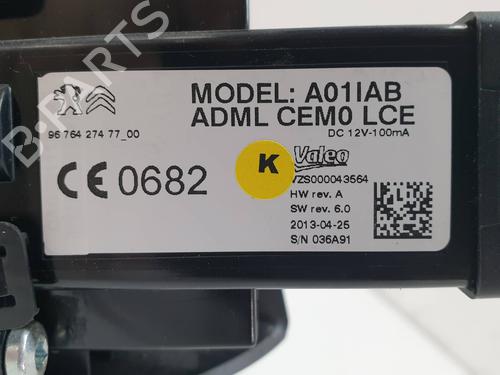 B-PARTS
MODEL: A01IAB
ADML CEM0 LCE
DC 12V-100mA
96 764 274 77_00
CE 0682
K
Valeo
VZS000043564
HW rev. A
SW rev. 6.0
2013-04-25
S/N 036A91